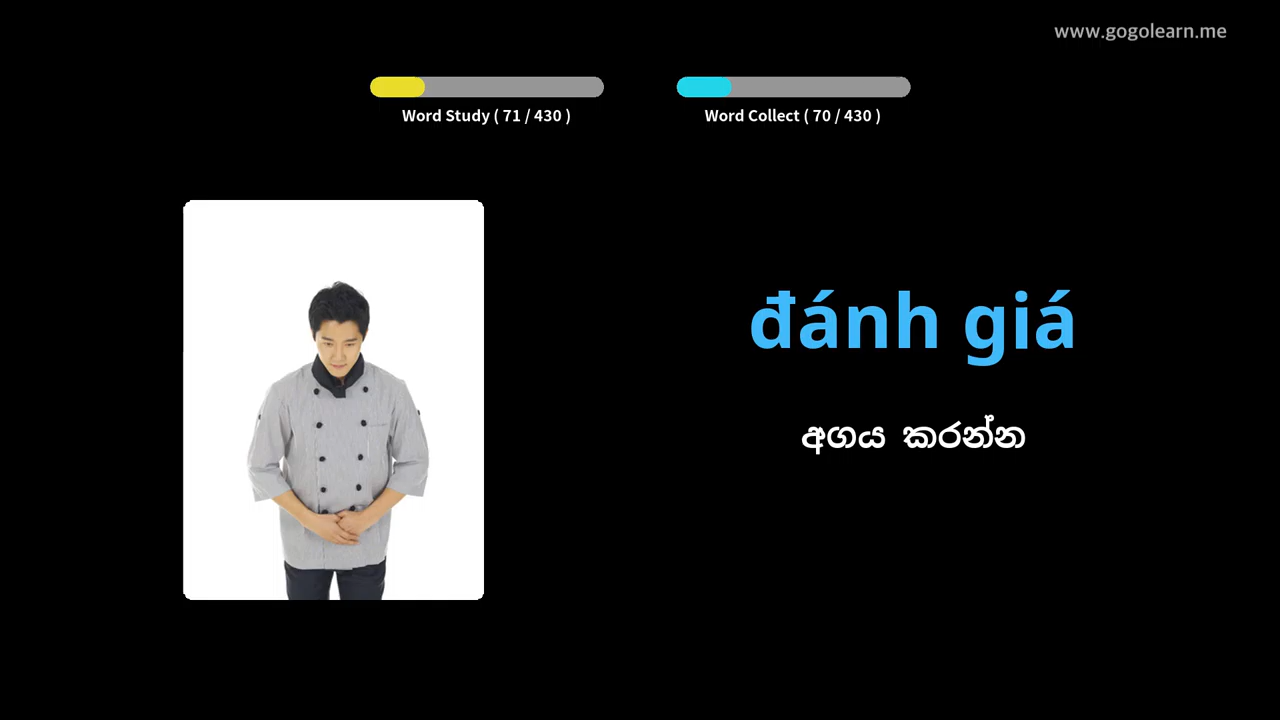 www.gogolearn.me
Word Study ( 71 / 430 )
Word Collect ( 70 / 430 )
đánh giá
අගය කරන්න